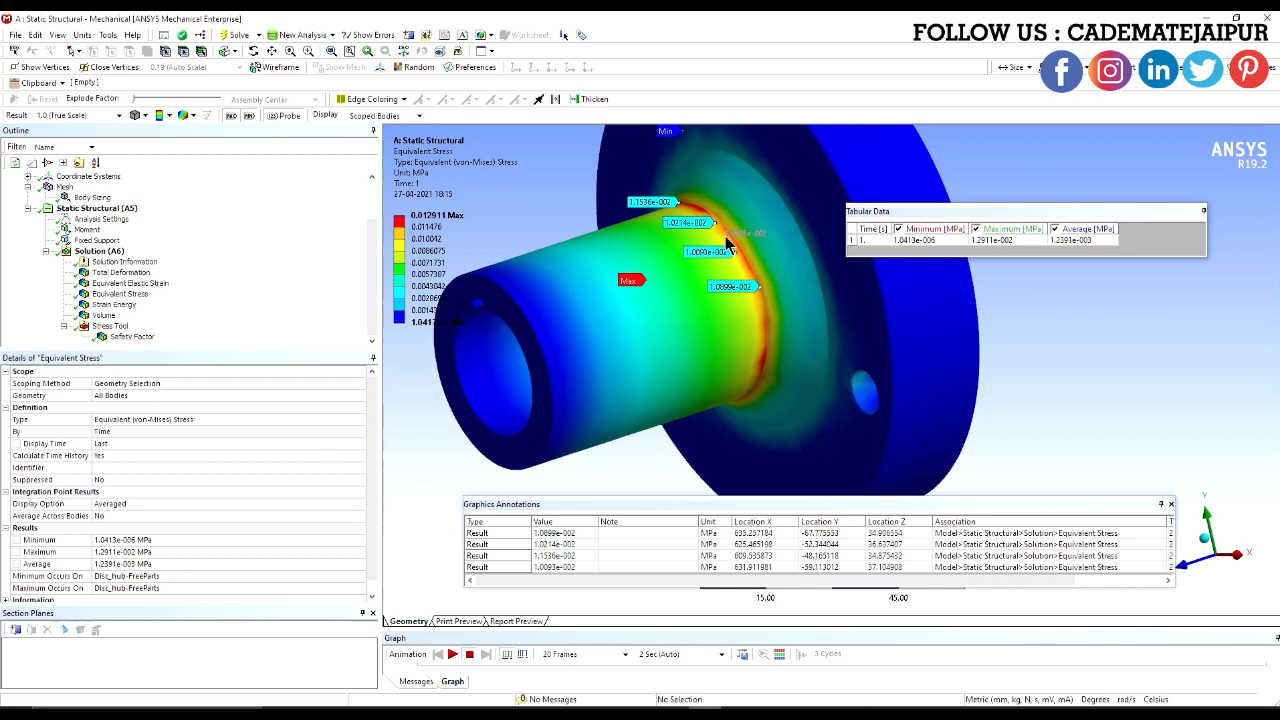 A : Static Structural - Mechanical [ANSYS Mechanical Enterprise]
FOLLOW US : CADEMATEJAIPUR
File Edit View Units Tools Help Solve New Analysis Show Errors Worksheet
Show Vertices Close Vertices 0.19 (Auto Scale) Wireframe Show Mesh Random Preferences Size
Clipboard [ Empty]
Reset Explode Factor: Assembly Center Edge Coloring Thicken
Result 1.0 (True Scale) Probe Display Scoped Bodies
Outline
Filter: Name
Coordinate Systems
Mesh
Body Sizing
Static Structural (A5)
Analysis Settings
Moment
Fixed Support
Solution (A6)
Solution Information
Total Deformation
Equivalent Elastic Strain
Equivalent Stress
Strain Energy
Volume
Stress Tool
Safety Factor
Details of "Equivalent Stress"
Scope
Scoping Method Geometry Selection
Geometry All Bodies
Definition
Type Equivalent (von-Mises) Stress
By Time
Display Time Last
Calculate Time History Yes
Identifier
Suppressed No
Integration Point Results
Display Option Averaged
Average Across Bodies No
Results
Minimum 1.0413e-006 MPa
Maximum 1.2911e-002 MPa
Average 1.2391e-003 MPa
Minimum Occurs On Disc_hub-FreeParts
Maximum Occurs On Disc_hub-FreeParts
Information
Section Planes
A: Static Structural
Equivalent Stress
Type: Equivalent (von-Mises) Stress
Unit: MPa
Time: 1
27-04-2021 18:15
0.012911 Max
0.011476
0.010042
0.0086076
0.0071731
0.0057387
0.0043042
Min
1.1536e-002
1.0214e-002
1.0093e-002
1.0899e-002
Max
ANSYS
R19.2
Tabular Data
Time [s] Minimum [MPa] Maximum [MPa] Average [MPa]
1 1. 1.0413e-006 1.2911e-002 1.2391e-003
Graphics Annotations
Type Value Note Unit Location X Location Y Location Z Association T
Result 1.0899e-002 MPa 635.257184 -67.775553 34.906554 Model>Static Structural>Solution>Equivalent Stress 2
Result 1.0214e-002 MPa 625.465198 -52.344044 36.637407 Model>Static Structural>Solution>Equivalent Stress 2
Result 1.1536e-002 MPa 609.535873 -48.165118 34.875432 Model>Static Structural>Solution>Equivalent Stress 2
Result 1.0093e-002 MPa 631.911981 -59.113012 37.104908 Model>Static Structural>Solution>Equivalent Stress 2
15.00 45.00
Y
X
Geometry Print Preview Report Preview
Graph
Animation 20 Frames 2 Sec (Auto) 3 Cycles
Messages Graph
No Messages No Selection Metric (mm, kg, N, s, mV, mA) Degrees rad/s Celsius